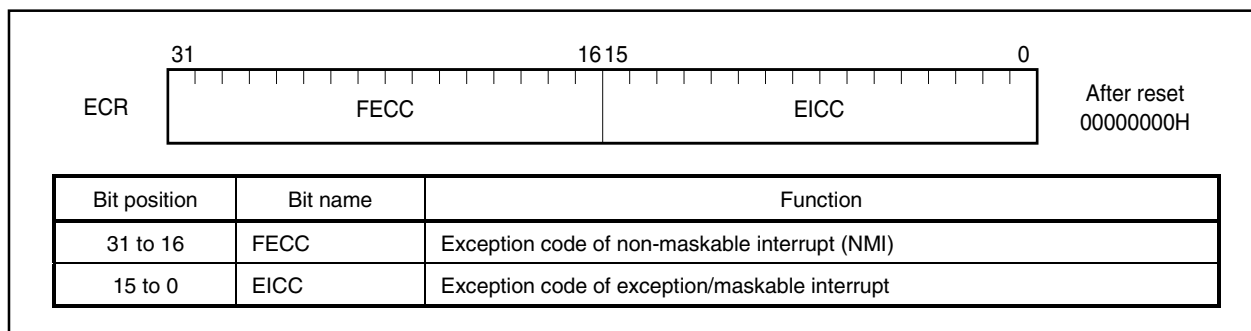 31 16 15 0
ECR FECC EICC After reset
00000000H
Bit position Bit name Function
31 to 16 FECC Exception code of non-maskable interrupt (NMI)
15 to 0 EICC Exception code of exception/maskable interrupt